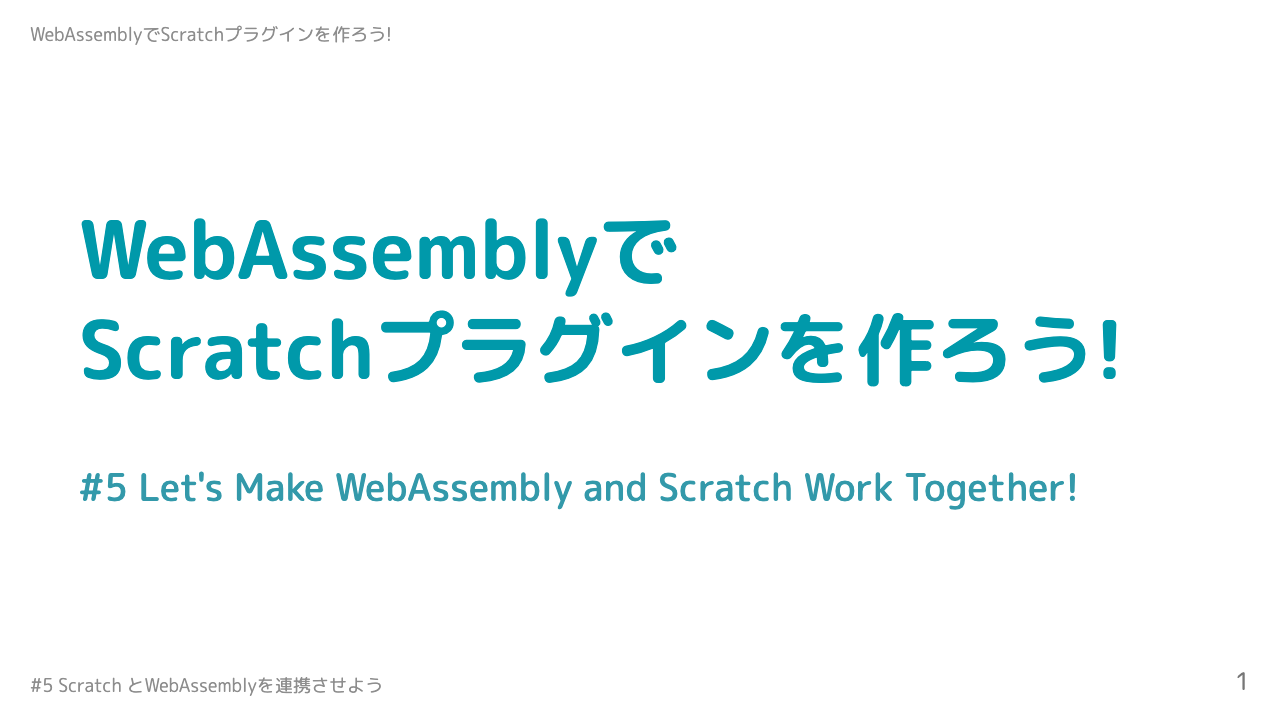 WebAssemblyでScratchプラグインを作ろう!
WebAssemblyで
Scratchプラグインを作ろう!
#5 Let's Make WebAssembly and Scratch Work Together!
#5 Scratch とWebAssemblyを連携させよう
1